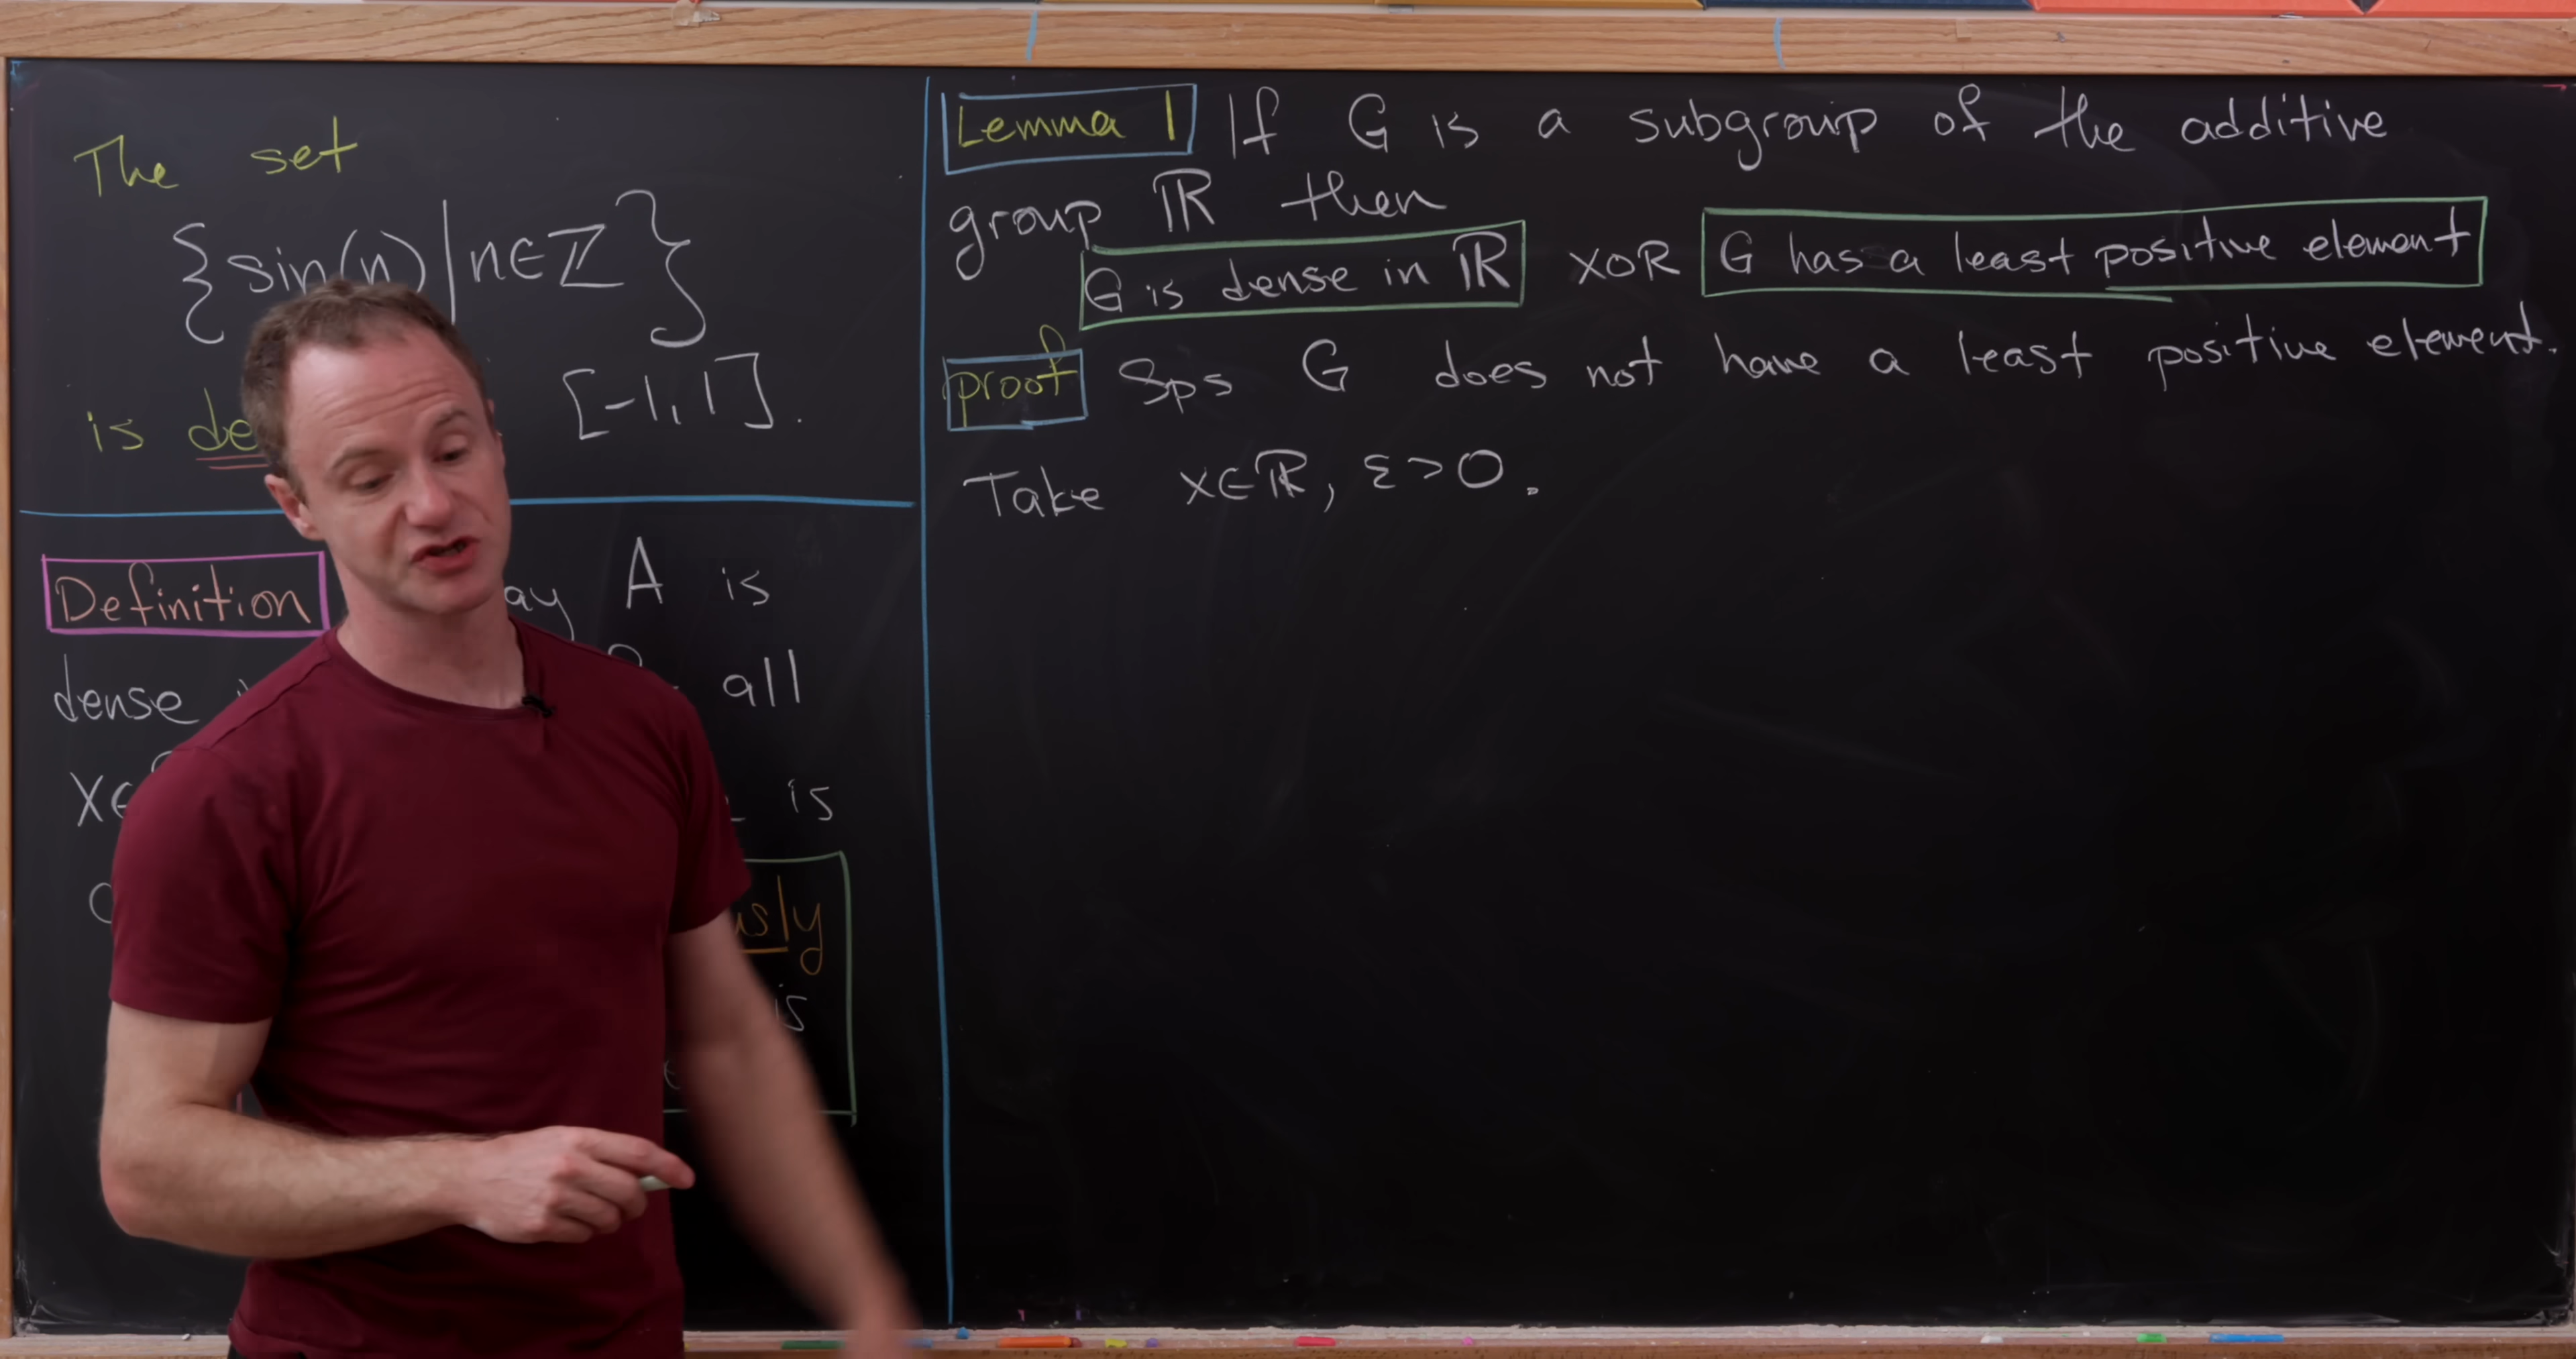 The set
{sin(n) | n∈ℤ}
is [-1,1].
Definition A is
dense all
is
is
Lemma 1 If G is a subgroup of the additive
group ℝ then
G is dense in ℝ XOR G has a least positive element
proof Sps G does not have a least positive element.
Take x∈ℝ, ε>0.